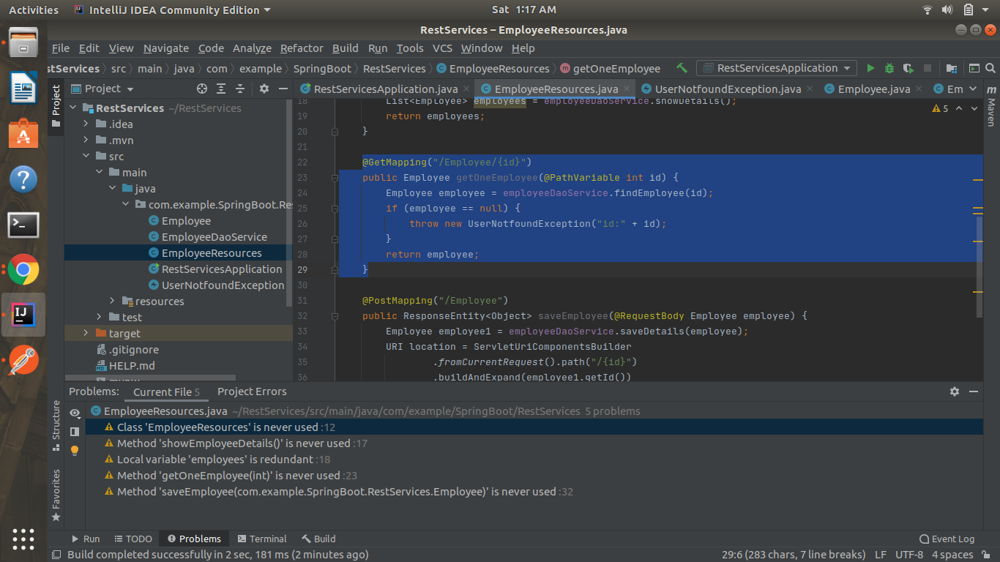 Activities IntelliJ IDEA Community Edition Sat 1:17 AM
RestServices – EmployeeResources.java
File Edit View Navigate Code Analyze Refactor Build Run Tools VCS Window Help
stServices src main java com example SpringBoot RestServices EmployeeResources getOneEmployee RestServicesApplication
Project RestServicesApplication.java EmployeeResources.java UserNotfoundException.java Employee.java Em
Project
Structure
Favorites
Maven
RestServices ~/RestServices
.idea
.mvn
src
main
java
com.example.SpringBoot.Res
Employee
EmployeeDaoService
EmployeeResources
RestServicesApplication
UserNotfoundException
resources
test
target
.gitignore
HELP.md
mvnw
5
18 List<Employee> employees = employeeDaoService.showDetails();
19 return employees;
20 }
21
22 @GetMapping("/Employee/{id}")
23 public Employee getOneEmployee(@PathVariable int id) {
24 Employee employee = employeeDaoService.findEmployee(id);
25 if (employee == null) {
26 throw new UserNotfoundException("id:" + id);
27 }
28 return employee;
29 }
30
31 @PostMapping("/Employee")
32 public ResponseEntity<Object> saveEmployee(@RequestBody Employee employee) {
33 Employee employee1 = employeeDaoService.saveDetails(employee);
34 URI location = ServletUriComponentsBuilder
35 .fromCurrentRequest().path("/{id}")
36 .buildAndExpand(employee1.getId())
Problems: Current File 5 Project Errors
EmployeeResources.java ~/RestServices/src/main/java/com/example/SpringBoot/RestServices 5 problems
Class 'EmployeeResources' is never used :12
Method 'showEmployeeDetails()' is never used :17
Local variable 'employees' is redundant :18
Method 'getOneEmployee(int)' is never used :23
Method 'saveEmployee(com.example.SpringBoot.RestServices.Employee)' is never used :32
Run TODO Problems Terminal Build Event Log
Build completed successfully in 2 sec, 181 ms (2 minutes ago) 29:6 (283 chars, 7 line breaks) LF UTF-8 4 spaces